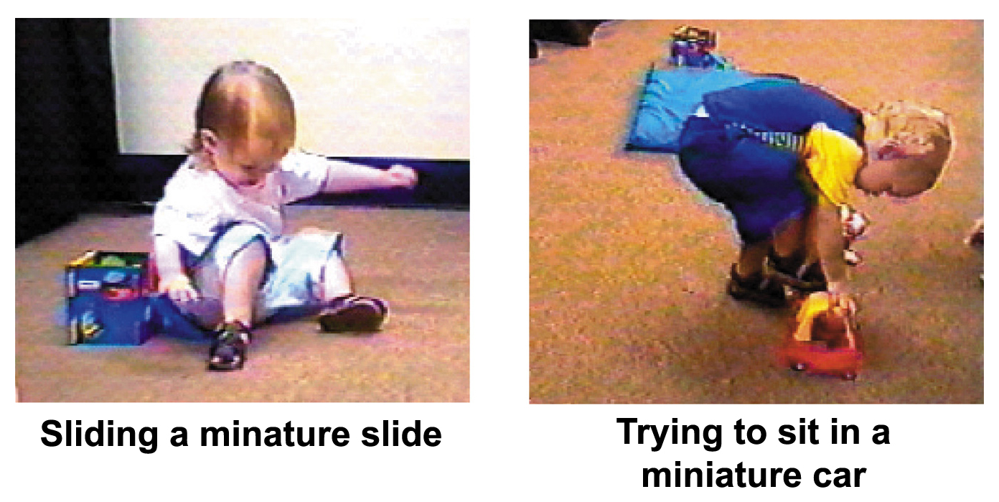 Sliding a minature slide
Trying to sit in a
miniature car